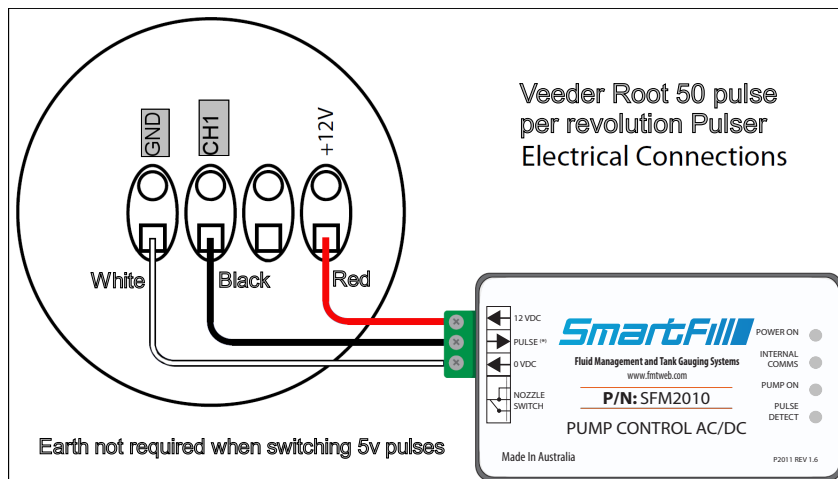 Veeder Root 50 pulse
per revolution Pulser
Electrical Connections
GND
CH1
+12V
White
Black
Red
12 VDC
PULSE (*)
0 VDC
NOZZLE
SWITCH
SmartFill
Fluid Management and Tank Gauging Systems
www.fmtweb.com
P/N: SFM2010
PUMP CONTROL AC/DC
POWER ON
INTERNAL
COMMS
PUMP ON
PULSE
DETECT
Made In Australia
P2011 REV 1.6
Earth not required when switching 5v pulses